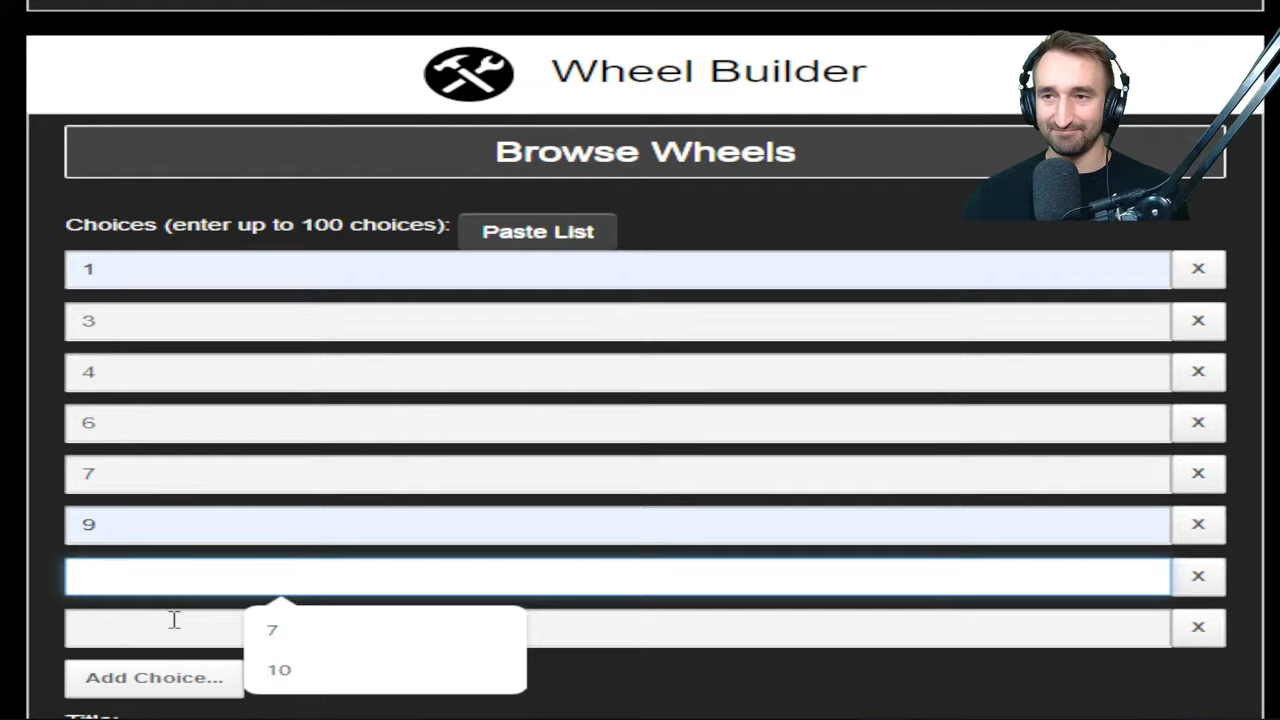 Wheel Builder
Browse Wheels
Choices (enter up to 100 choices):
Paste List
1
x
3
x
4
x
6
x
7
x
9
x
x
7
x
10
Add Choice...
Title: